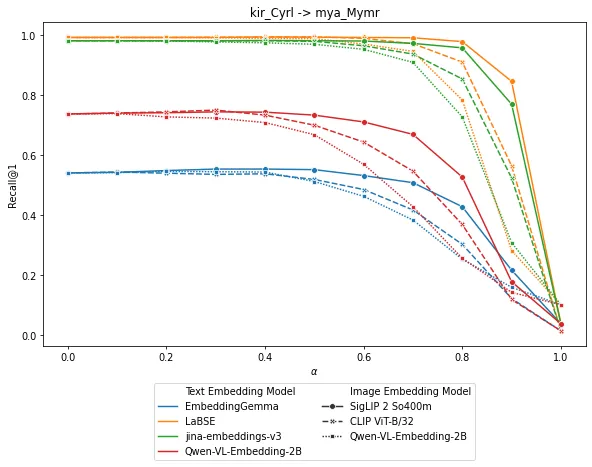 kir_Cyrl -> mya_Mymr
1.0
0.8
0.6
0.4
0.2
0.0
Recall@1
0.0 0.2 0.4 0.6 0.8 1.0
α
Text Embedding Model Image Embedding Model
EmbeddingGemma SigLIP 2 So400m
LaBSE CLIP ViT-B/32
jina-embeddings-v3 Qwen-VL-Embedding-2B
Qwen-VL-Embedding-2B